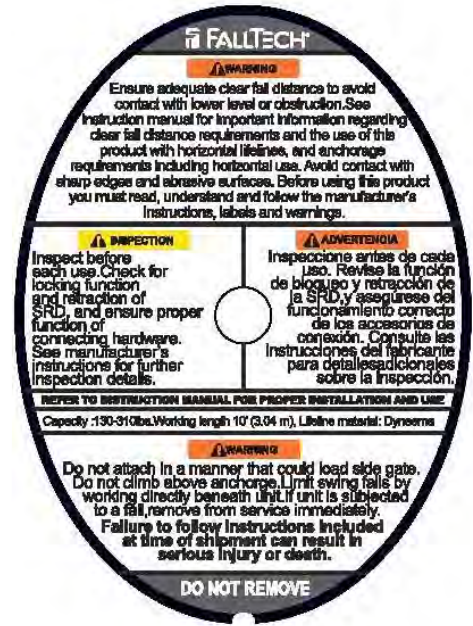 FALLTECH
WARNING
Ensure adequate clear fall distance to avoid
contact with lower level or obstruction.See
instruction manual for important information regarding
clear fall distance requirements and the use of this
product with horizontal lifelines, and anchorage
requirements including horizontal use. Avoid contact with
sharp edges and abrasive surfaces. Before using this product
you must read, understand and follow the manufacturer's
instructions, labels and warnings.
INSPECTION
Inspect before
each use.Check for
locking function
and retraction of
SRD, and ensure proper
function of
connecting hardware.
See manufacturer's
instructions for further
inspection details.
ADVERTENCIA
Inspeccione antes de cada
uso. Revise la función
de bloqueo y retracción de
la SRD,y asegúrese del
funcionamiento correcto
de los accesorios de
conexión. Consulte las
instrucciones del fabricante
para detallesadicionales
sobre la inspección.
REFER TO INSTRUCTION MANUAL FOR PROPER INSTALLATION AND USE
Capacity :130-310lbs.Working length 10' (3.04 m), Lifeline material: Dyneema
WARNING
Do not attach in a manner that could load side gate.
Do not climb above anchorge.Limit swing falls by
working directly beneath unit.If unit is subjected
to a fall,remove from service immediately.
Failure to follow instructions included
at time of shipment can result in
serious injury or death.
DO NOT REMOVE